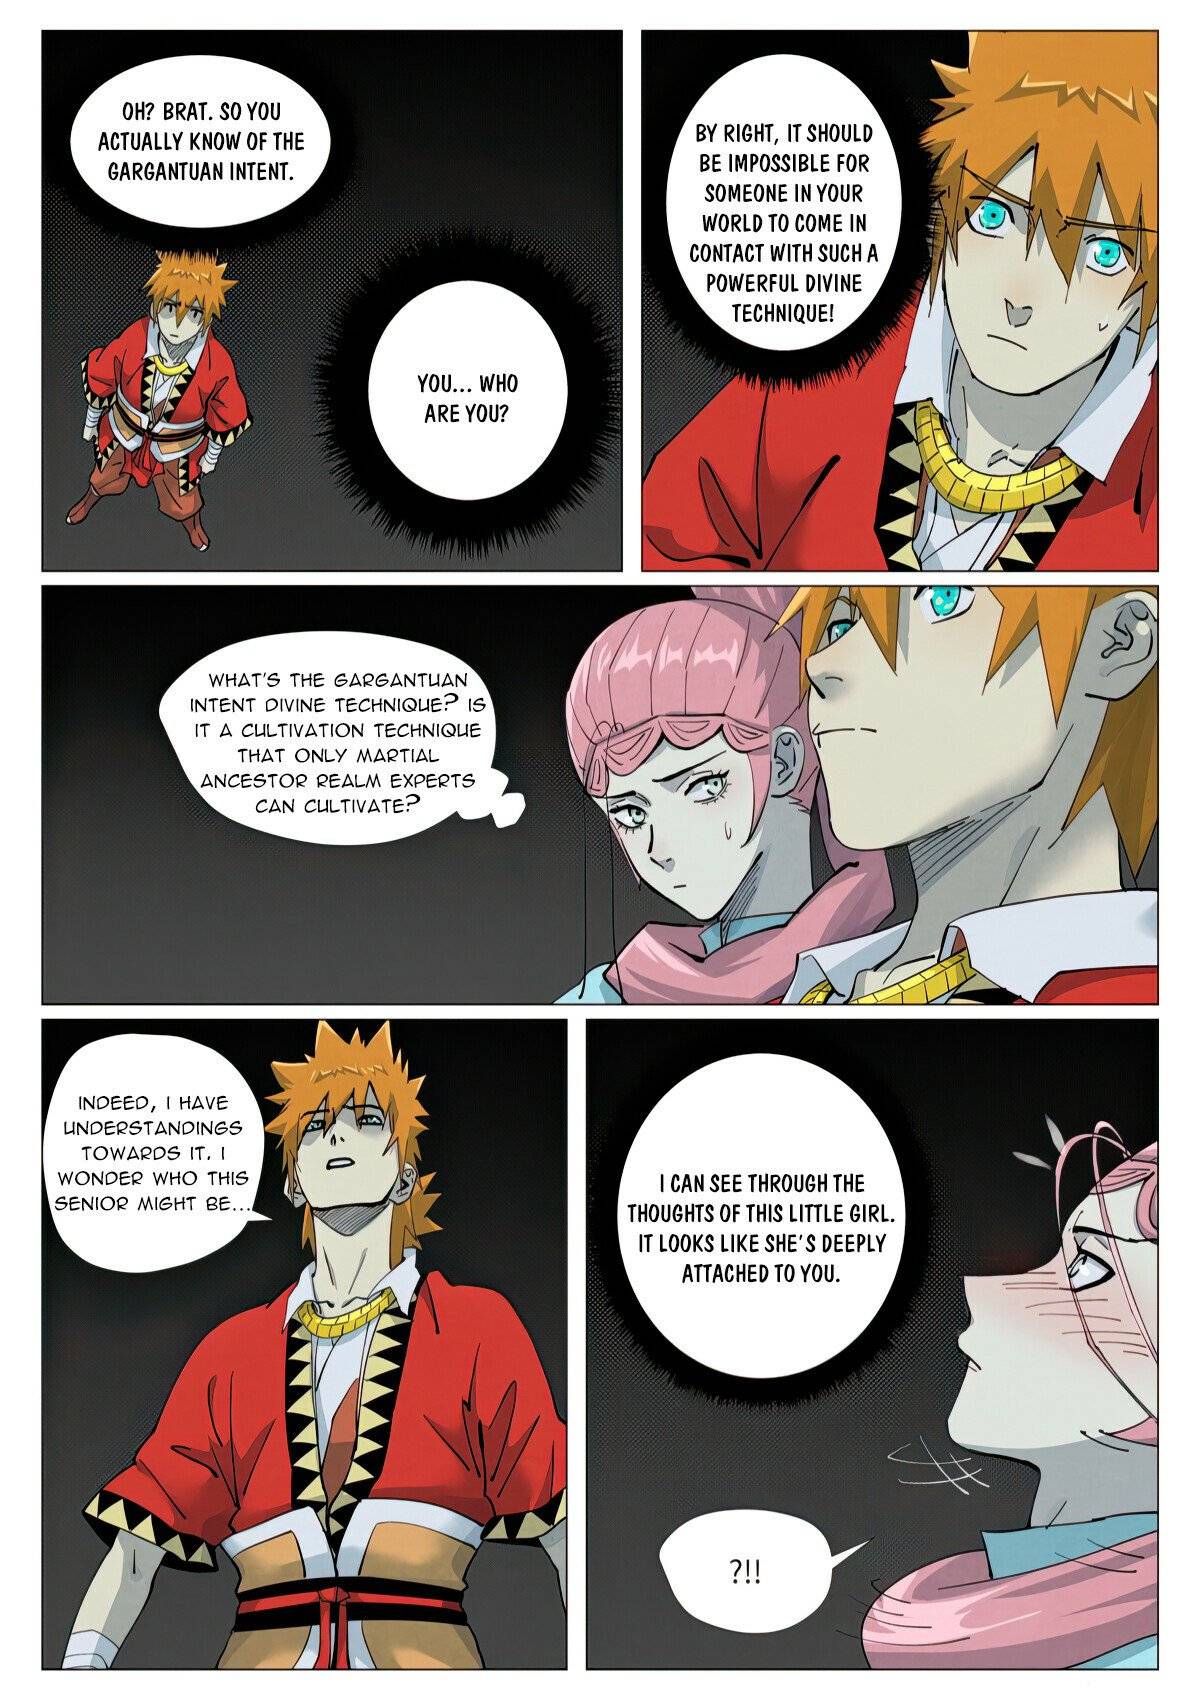 OH? BRAT. SO YOU
ACTUALLY KNOW OF THE
GARGANTUAN INTENT.
YOU... WHO
ARE YOU?
BY RIGHT, IT SHOULD
BE IMPOSSIBLE FOR
SOMEONE IN YOUR
WORLD TO COME IN
CONTACT WITH SUCH A
POWERFUL DIVINE
TECHNIQUE!
WHAT'S THE GARGANTUAN
INTENT DIVINE TECHNIQUE? IS
IT A CULTIVATION TECHNIQUE
THAT ONLY MARTIAL
ANCESTOR REALM EXPERTS
CAN CULTIVATE?
INDEED, I HAVE
UNDERSTANDINGS
TOWARDS IT. I
WONDER WHO THIS
SENIOR MIGHT BE...
I CAN SEE THROUGH THE
THOUGHTS OF THIS LITTLE GIRL.
IT LOOKS LIKE SHE'S DEEPLY
ATTACHED TO YOU.
?!!